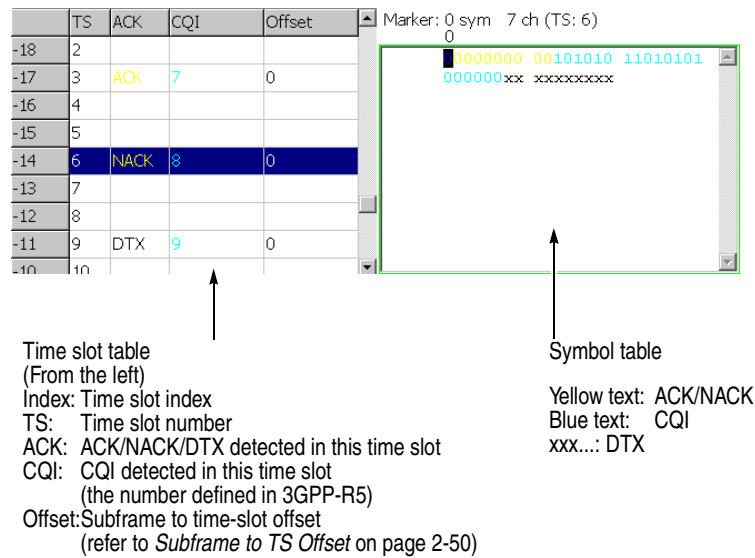 TS ACK CQI Offset
-18 2
-17 3 ACK 7 0
-16 4
-15 5
-14 6 NACK 8 0
-13 7
-12 8
-11 9 DTX 9 0
-10 10
Marker: 0 sym 7 ch (TS: 6)
0
00000000 00101010 11010101
000000xx xxxxxxxx
Time slot table
(From the left)
Index: Time slot index
TS: Time slot number
ACK: ACK/NACK/DTX detected in this time slot
CQI: CQI detected in this time slot
(the number defined in 3GPP-R5)
Offset:Subframe to time-slot offset
(refer to Subframe to TS Offset on page 2-50)
Symbol table
Yellow text: ACK/NACK
Blue text: CQI
xxx...: DTX